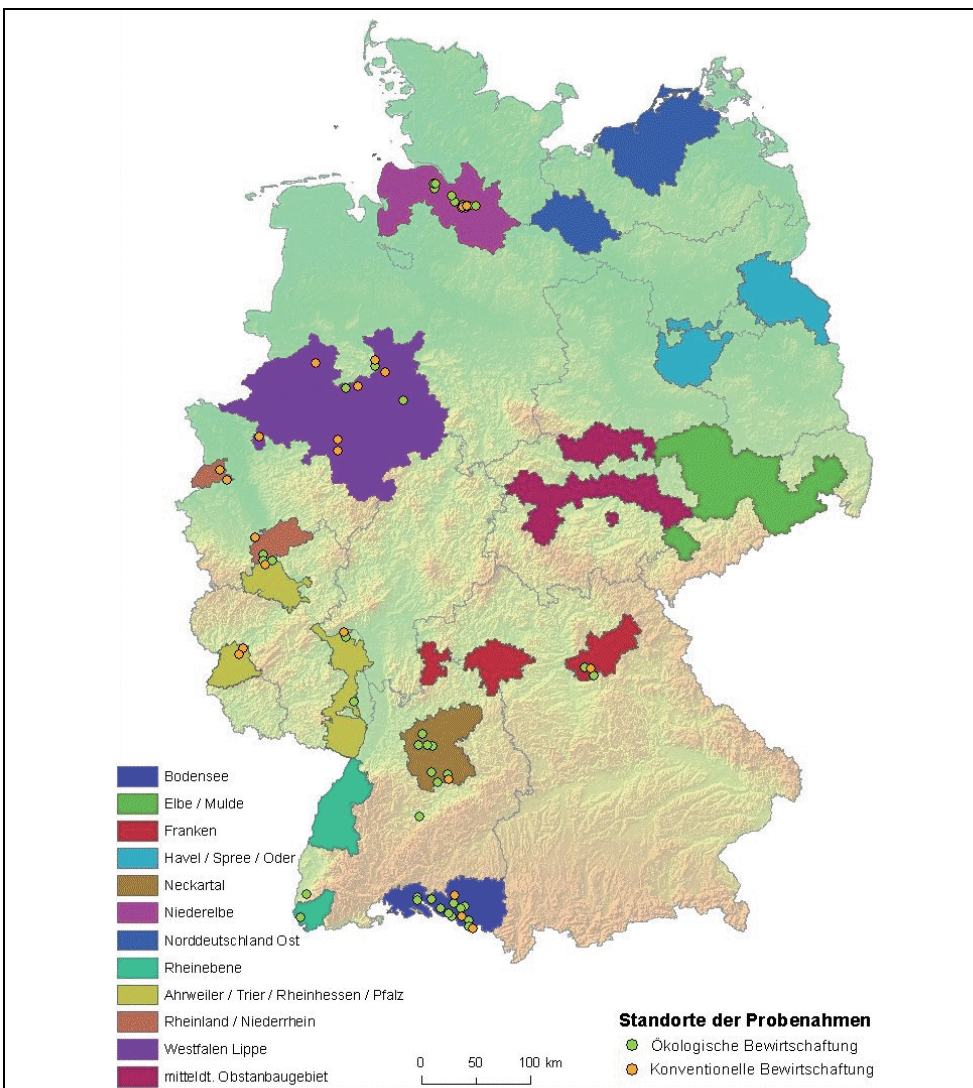 Bodensee
Elbe / Mulde
Franken
Havel / Spree / Oder
Neckartal
Niederelbe
Norddeutschland Ost
Rheinebene
Ahrweiler / Trier / Rheinhessen / Pfalz
Rheinland / Niederrhein
Westfalen Lippe
mitteldt. Obstanbaugebiet
0 50 100 km
Standorte der Probenahmen
Ökologische Bewirtschaftung
Konventionelle Bewirtschaftung